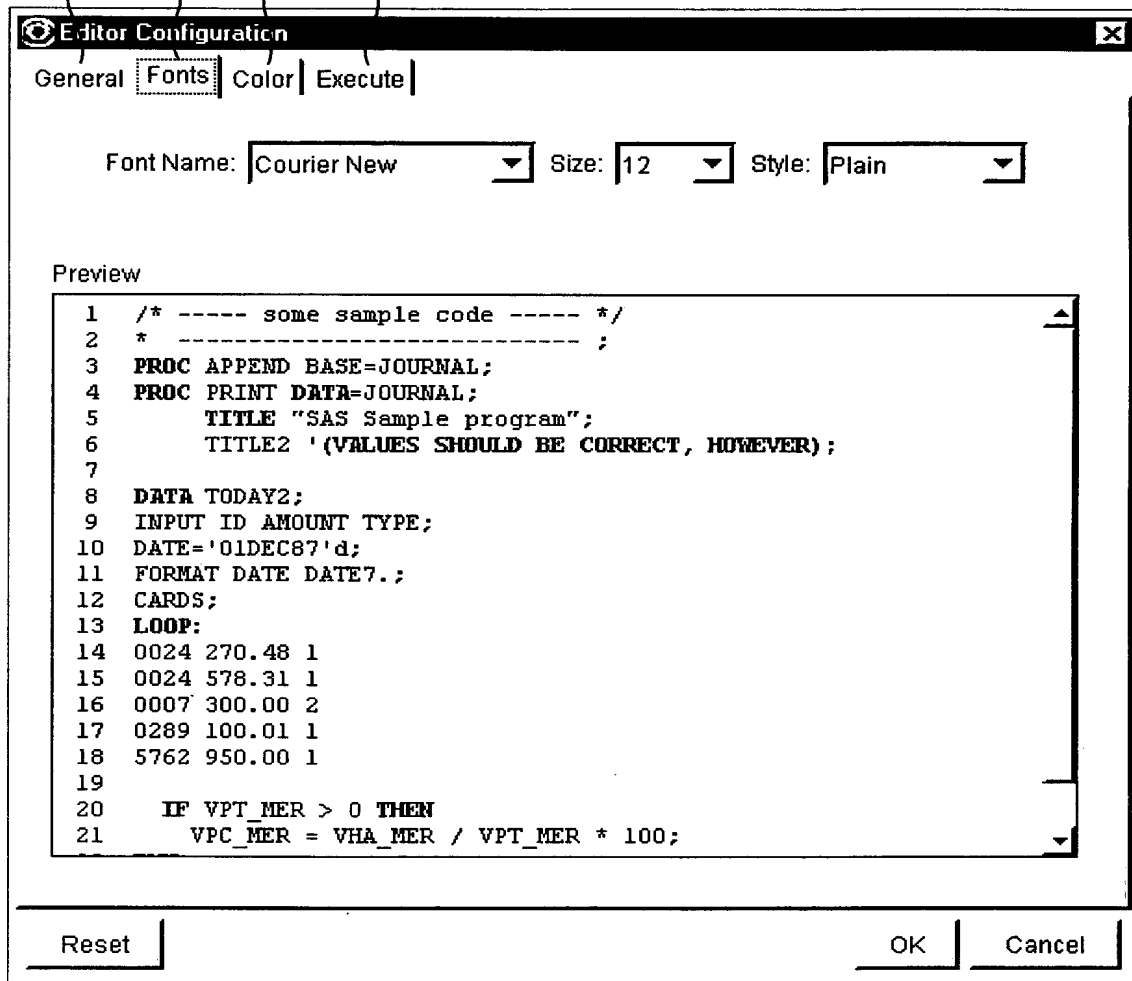 Editor Configuration
General Fonts Color Execute
Font Name: Courier New Size: 12 Style: Plain
Preview
1 /* ----- some sample code ----- */
2 * ---------------------------- ;
3 PROC APPEND BASE=JOURNAL;
4 PROC PRINT DATA=JOURNAL;
5 TITLE "SAS Sample program";
6 TITLE2 '(VALUES SHOULD BE CORRECT, HOWEVER);
7
8 DATA TODAY2;
9 INPUT ID AMOUNT TYPE;
10 DATE='01DEC87'd;
11 FORMAT DATE DATE7.;
12 CARDS;
13 LOOP:
14 0024 270.48 1
15 0024 578.31 1
16 0007 300.00 2
17 0289 100.01 1
18 5762 950.00 1
19
20 IF VPT_MER > 0 THEN
21 VPC_MER = VHA_MER / VPT_MER * 100;
Reset OK Cancel